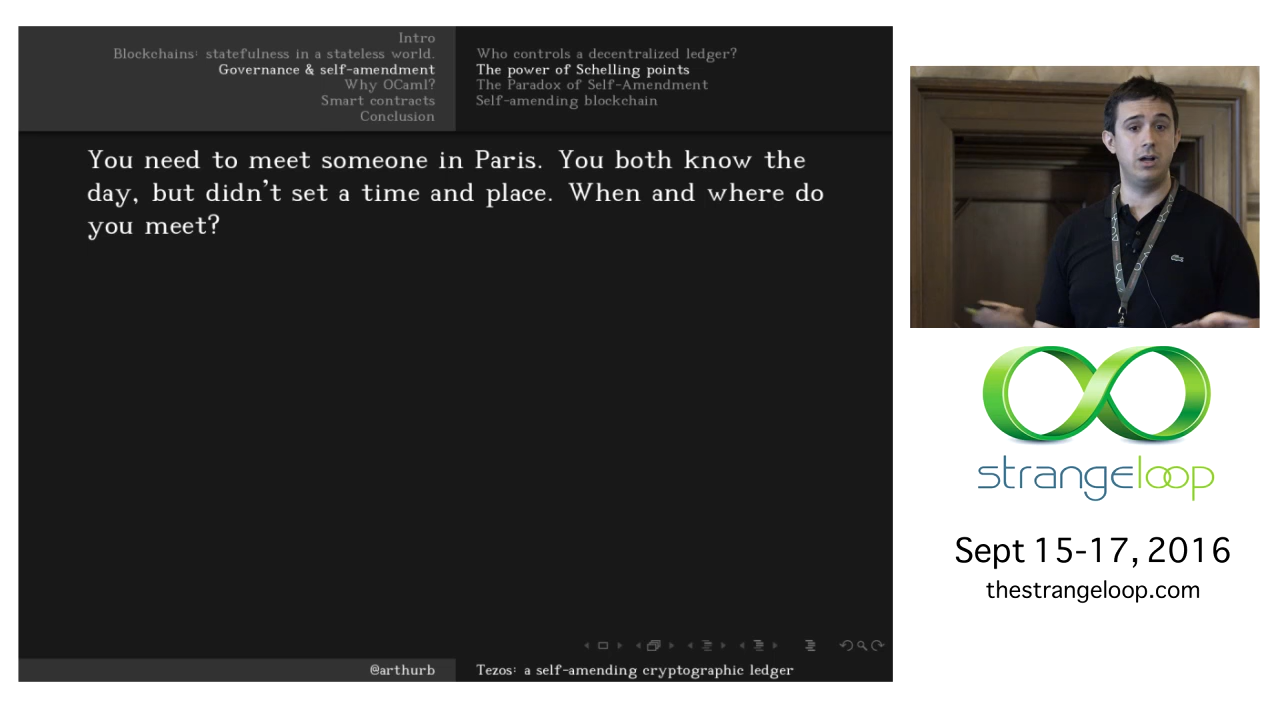 Intro
Blockchains: statefulness in a stateless world.
Governance & self-amendment
Why OCaml?
Smart contracts
Conclusion
Who controls a decentralized ledger?
The power of Schelling points
The Paradox of Self-Amendment
Self-amending blockchain
You need to meet someone in Paris. You both know the
day, but didn't set a time and place. When and where do
you meet?
@arthurb
Tezos: a self-amending cryptographic ledger
strangeloop
Sept 15-17, 2016
thestrangeloop.com